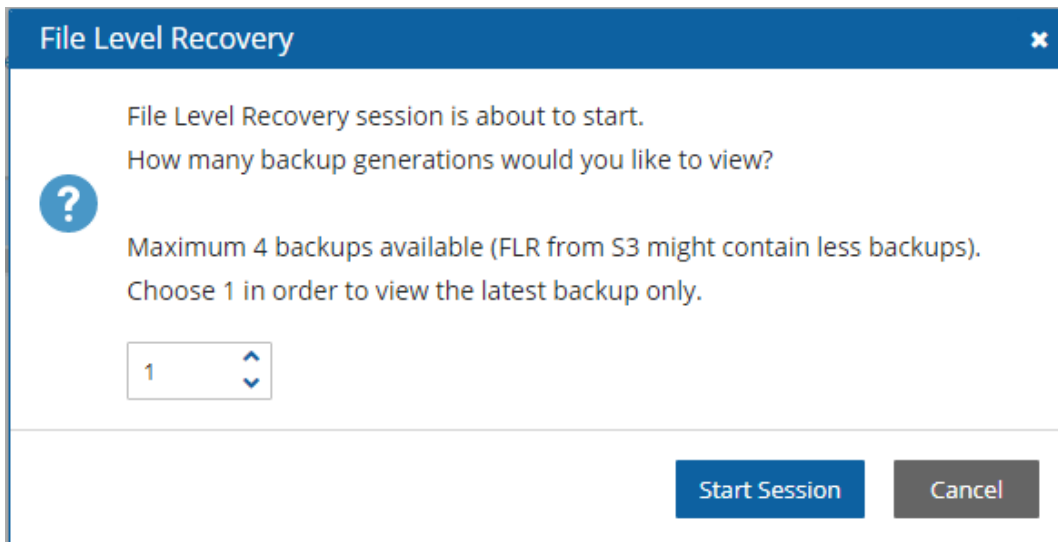 File Level Recovery
File Level Recovery session is about to start.
How many backup generations would you like to view?
?
Maximum 4 backups available (FLR from S3 might contain less backups).
Choose 1 in order to view the latest backup only.
1
Start Session Cancel